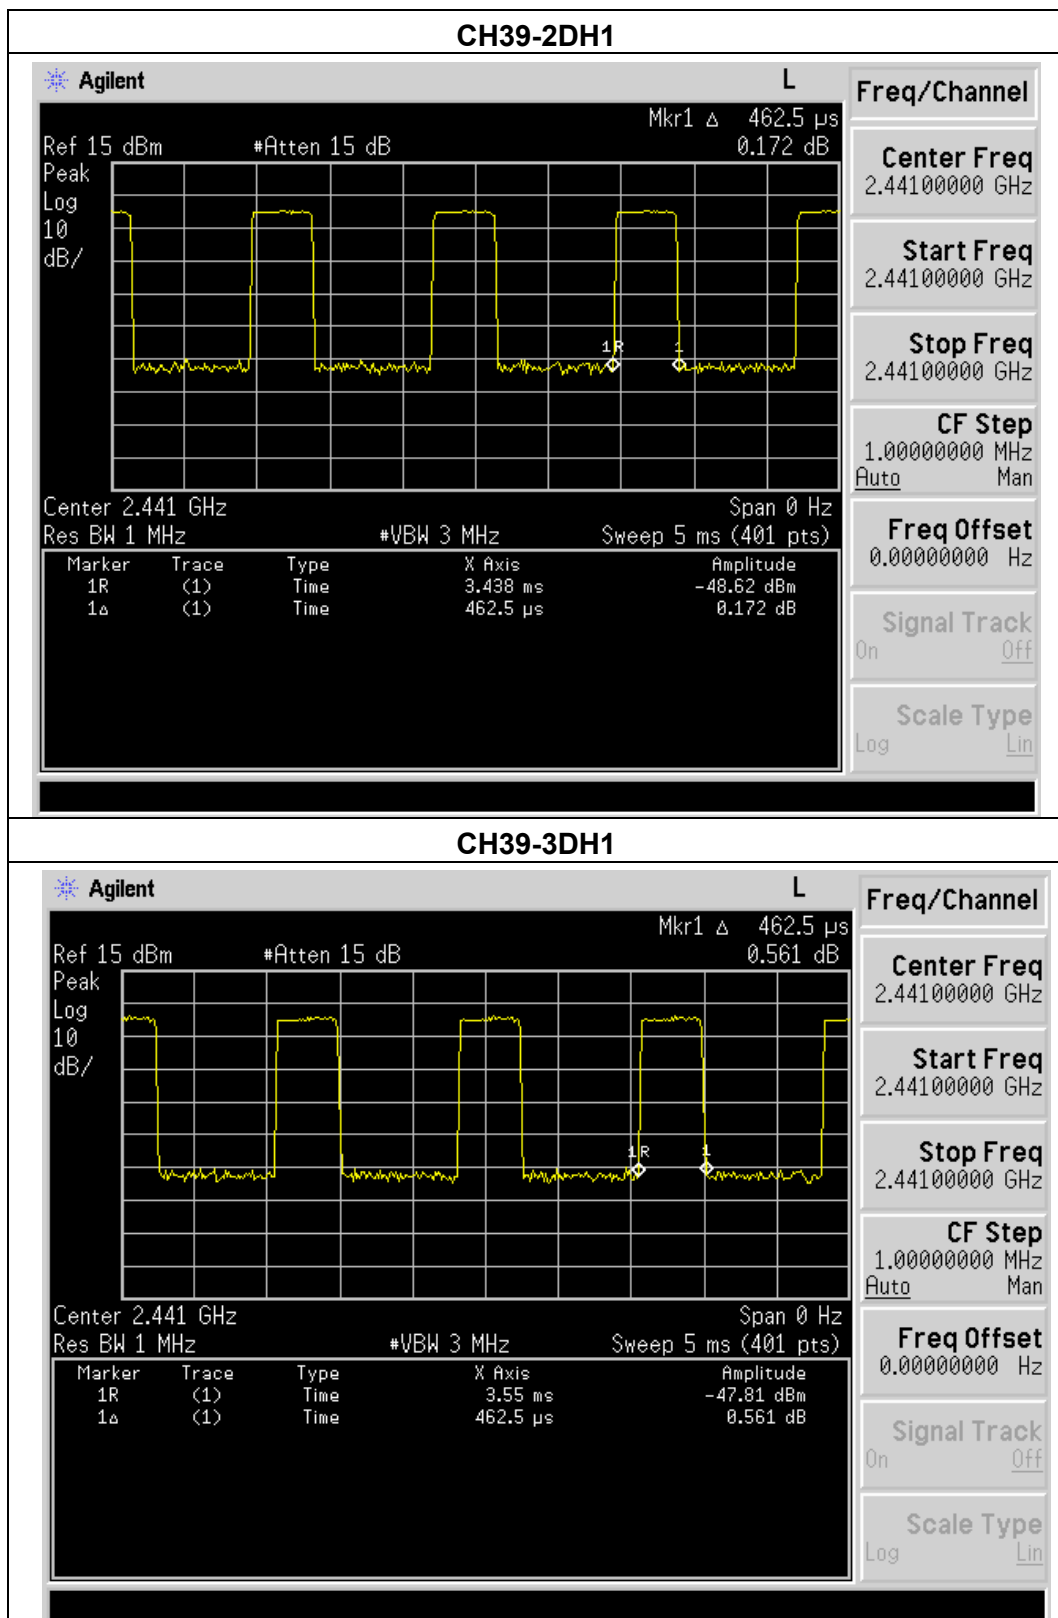 CH39-2DH1
Agilent L
Freq/Channel
Mkr1 Δ 462.5 µs
Ref 15 dBm #Atten 15 dB 0.172 dB
Peak
Log
10
dB/
1R 1
Center 2.441 GHz Span 0 Hz
Res BW 1 MHz #VBW 3 MHz Sweep 5 ms (401 pts)
Marker Trace Type X Axis Amplitude
1R (1) Time 3.438 ms -48.62 dBm
1Δ (1) Time 462.5 µs 0.172 dB
Center Freq
2.44100000 GHz
Start Freq
2.44100000 GHz
Stop Freq
2.44100000 GHz
CF Step
1.00000000 MHz
Auto Man
Freq Offset
0.00000000 Hz
Signal Track
On Off
Scale Type
Log Lin
CH39-3DH1
Agilent L
Freq/Channel
Mkr1 Δ 462.5 µs
Ref 15 dBm #Atten 15 dB 0.561 dB
Peak
Log
10
dB/
1R 1
Center 2.441 GHz Span 0 Hz
Res BW 1 MHz #VBW 3 MHz Sweep 5 ms (401 pts)
Marker Trace Type X Axis Amplitude
1R (1) Time 3.55 ms -47.81 dBm
1Δ (1) Time 462.5 µs 0.561 dB
Center Freq
2.44100000 GHz
Start Freq
2.44100000 GHz
Stop Freq
2.44100000 GHz
CF Step
1.00000000 MHz
Auto Man
Freq Offset
0.00000000 Hz
Signal Track
On Off
Scale Type
Log Lin